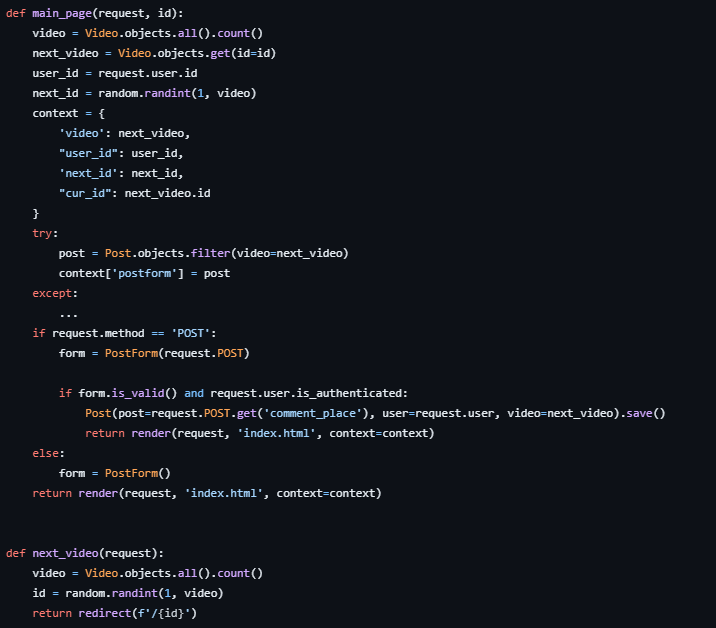 def main_page(request, id):
    video = Video.objects.all().count()
    next_video = Video.objects.get(id=id)
    user_id = request.user.id
    next_id = random.randint(1, video)
    context = {
        'video': next_video,
        "user_id": user_id,
        'next_id': next_id,
        "cur_id": next_video.id
    }
    try:
        post = Post.objects.filter(video=next_video)
        context['postform'] = post
    except:
        ...
    if request.method == 'POST':
        form = PostForm(request.POST)

        if form.is_valid() and request.user.is_authenticated:
            Post(post=request.POST.get('comment_place'), user=request.user, video=next_video).save()
            return render(request, 'index.html', context=context)
    else:
        form = PostForm()
    return render(request, 'index.html', context=context)


def next_video(request):
    video = Video.objects.all().count()
    id = random.randint(1, video)
    return redirect(f'/{id}')